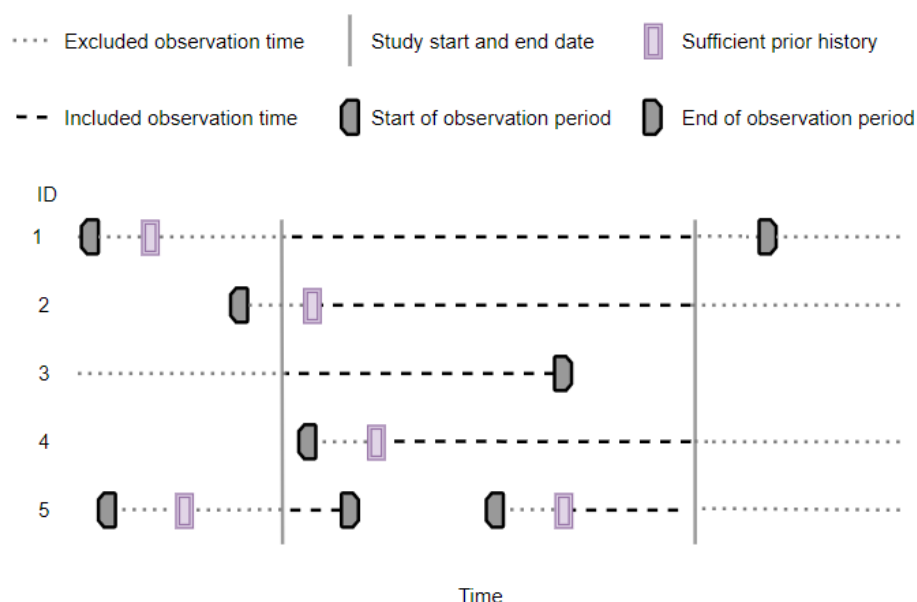 Excluded observation time
Study start and end date
Sufficient prior history
Included observation time
Start of observation period
End of observation period
ID
1
2
3
4
5
Time